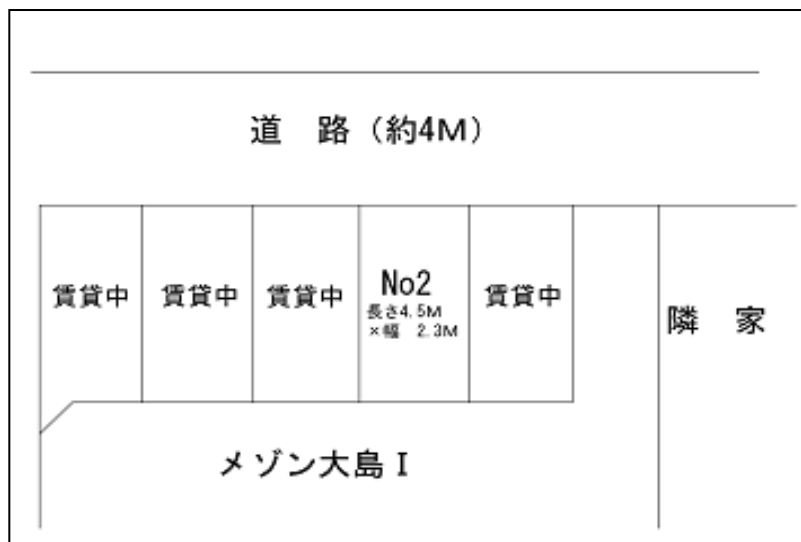 道 路（約4M）
賃貸中
賃貸中
賃貸中
No2
長さ4.5M
×幅 2.3M
賃貸中
隣 家
メゾン大島Ⅰ